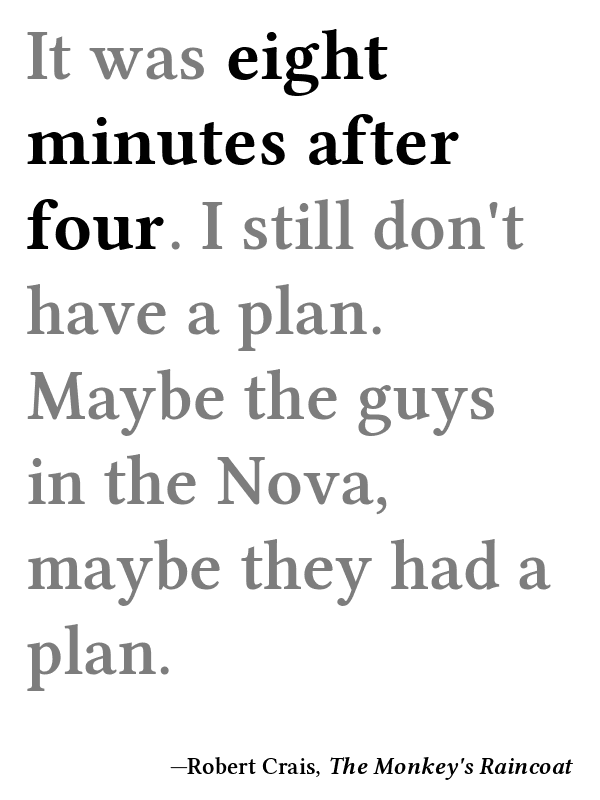 It was eight
minutes after
four. I still don't
have a plan.
Maybe the guys
in the Nova,
maybe they had a
plan.
—Robert Crais, The Monkey's Raincoat